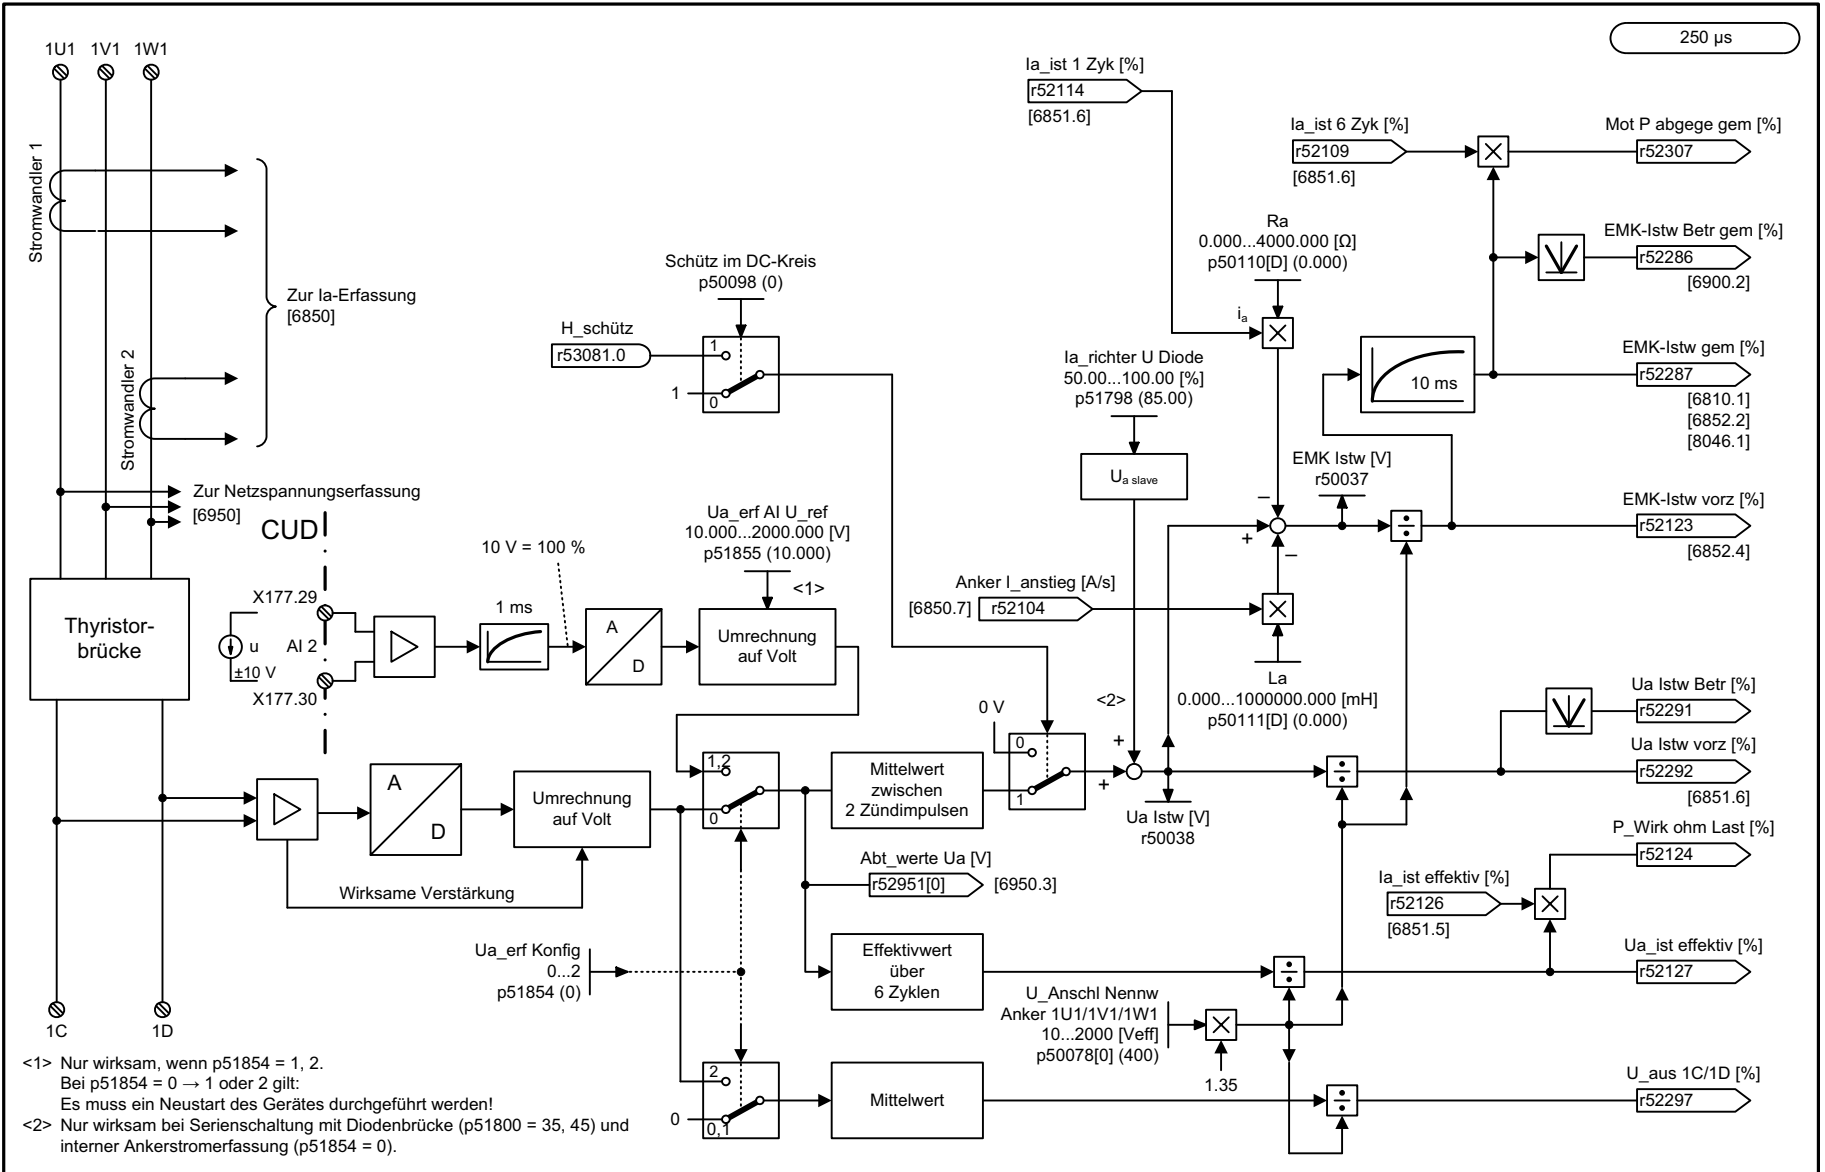 250 µs
1U1 1V1 1W1
Stromwandler 1
Stromwandler 2
Zur Ia-Erfassung
[6850]
Zur Netzspannungserfassung
[6950]
CUD
Thyristor-
brücke
X177.29
u
AI 2
±10 V
X177.30
1 ms
10 V = 100 %
A
D
Ua_erf AI U_ref
10.000...2000.000 [V]
p51855 (10.000)
<1>
Umrechnung
auf Volt
Schütz im DC-Kreis
p50098 (0)
H_schütz
r53081.0
1
1
0
Ia_ist 1 Zyk [%]
r52114
[6851.6]
Ia_ist 6 Zyk [%]
r52109
[6851.6]
Mot P abgege gem [%]
r52307
Ra
0.000...4000.000 [Ω]
p50110[D] (0.000)
ia
EMK-Istw Betr gem [%]
r52286
[6900.2]
10 ms
EMK-Istw gem [%]
r52287
[6810.1]
[6852.2]
[8046.1]
Ia_richter U Diode
50.00...100.00 [%]
p51798 (85.00)
Ua slave
EMK Istw [V]
r50037
−
+
−
÷
EMK-Istw vorz [%]
r52123
[6852.4]
Anker I_anstieg [A/s]
[6850.7]
r52104
La
0.000...1000000.000 [mH]
p50111[D] (0.000)
<2>
0 V
0
1
+
+
Ua Istw [V]
r50038
÷
Ua Istw Betr [%]
r52291
Ua Istw vorz [%]
r52292
[6851.6]
A
D
Umrechnung
auf Volt
Wirksame Verstärkung
1,2
0
Mittelwert
zwischen
2 Zündimpulsen
Abt_werte Ua [V]
r52951[0]
[6950.3]
P_Wirk ohm Last [%]
r52124
Ia_ist effektiv [%]
r52126
[6851.5]
Ua_erf Konfig
0...2
p51854 (0)
Effektivwert
über
6 Zyklen
÷
Ua_ist effektiv [%]
r52127
U_Anschl Nennw
Anker 1U1/1V1/1W1
10...2000 [Veff]
p50078[0] (400)
1.35
1C
1D
2
0
0,1
Mittelwert
÷
U_aus 1C/1D [%]
r52297
<1> Nur wirksam, wenn p51854 = 1, 2.
Bei p51854 = 0 → 1 oder 2 gilt:
Es muss ein Neustart des Gerätes durchgeführt werden!
<2> Nur wirksam bei Serienschaltung mit Diodenbrücke (p51800 = 35, 45) und
interner Ankerstromerfassung (p51854 = 0).